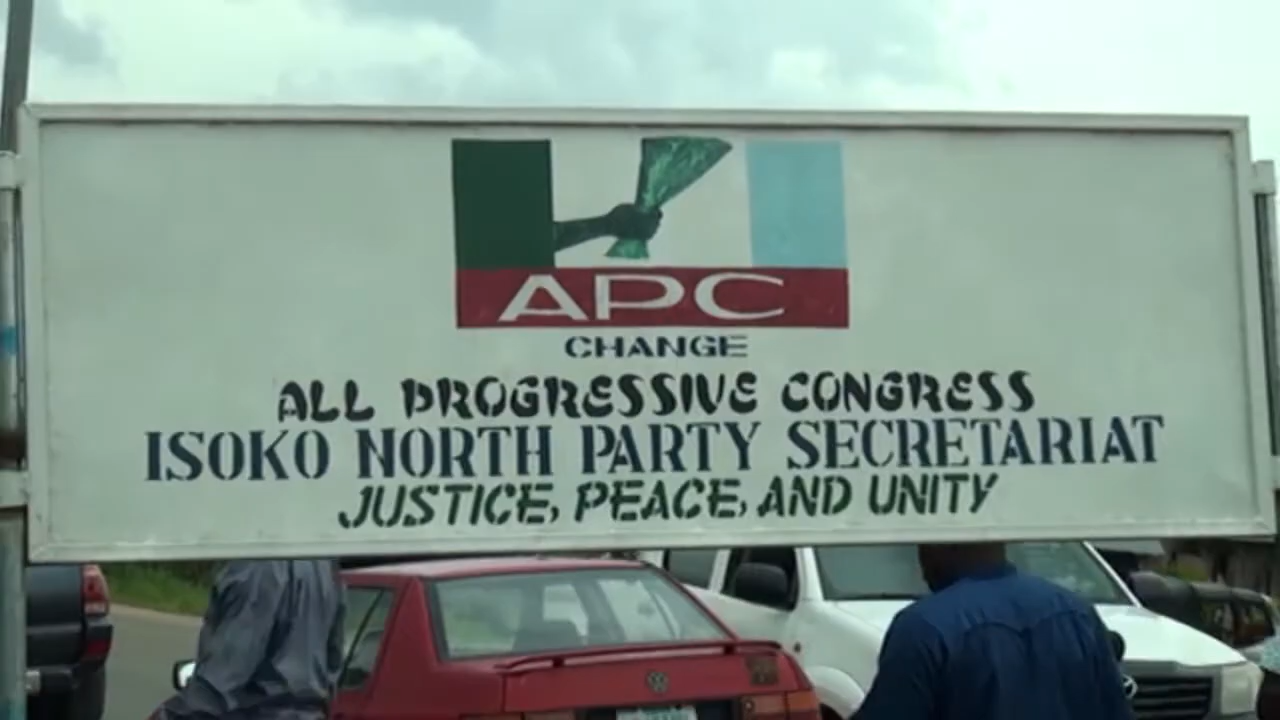 APC
CHANGE
ALL PROGRESSIVE CONGRESS
ISOKO NORTH PARTY SECRETARIAT
JUSTICE, PEACE, AND UNITY